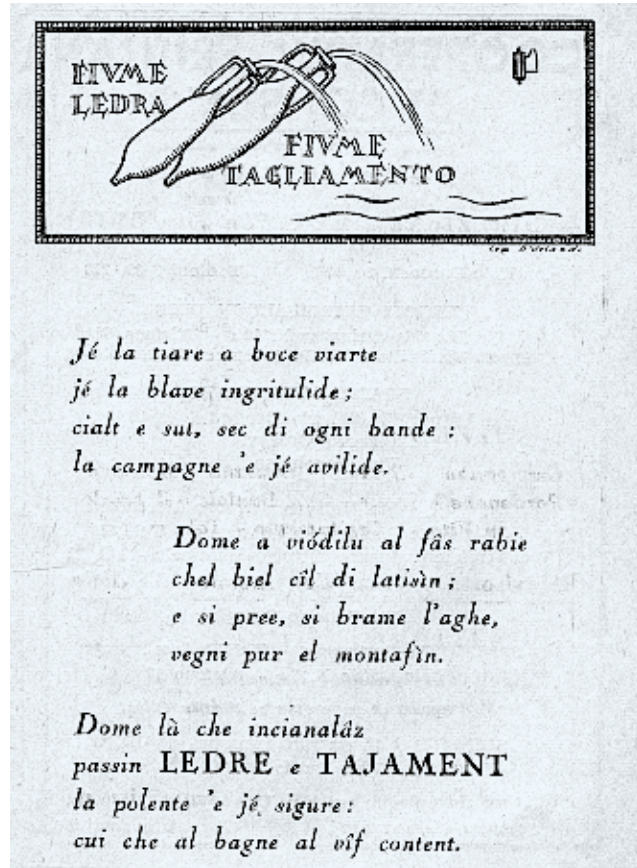 FIVME
LEDRA
FIVME
TAGLIAMENTO
Jé la tiare a boce viarte
jé la blave ingritulide;
cialt e sut, sec di ogni bande:
la campagne 'e jé avilide.
Dome a viódilu al fâs rabie
chel biel cîl di latisìn;
e si pree, si brame l'aghe,
vegni pur el montafìn.
Dome là che incianalâz
passin LEDRE e TAJAMENT
la polente 'e jé sigure:
cui che al bagne al vîf content.